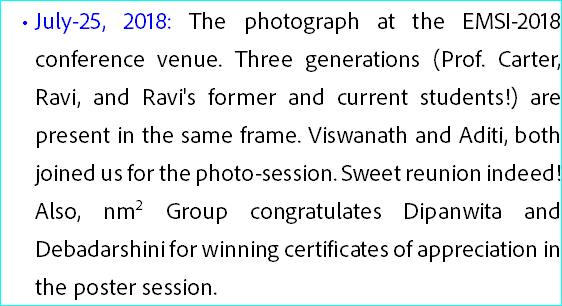 • July-25, 2018: The photograph at the EMSI-2018
conference venue. Three generations (Prof. Carter,
Ravi, and Ravi's former and current students!) are
present in the same frame. Viswanath and Aditi, both
joined us for the photo-session. Sweet reunion indeed!
Also, nm² Group congratulates Dipanwita and
Debadarshini for winning certificates of appreciation in
the poster session.